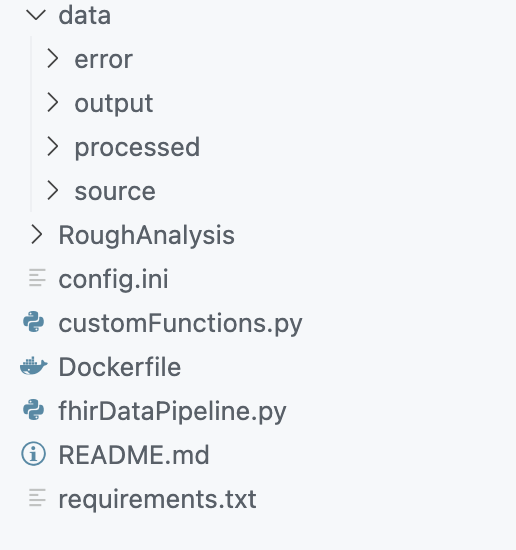 data
error
output
processed
source
RoughAnalysis
config.ini
customFunctions.py
Dockerfile
fhirDataPipeline.py
README.md
requirements.txt